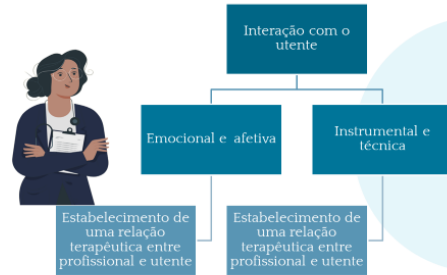 Interação com o
utente
Emocional e afetiva
Instrumental e
técnica
Estabelecimento de
uma relação
terapêutica entre
profissional e utente
Estabelecimento de
uma relação
terapêutica entre
profissional e utente